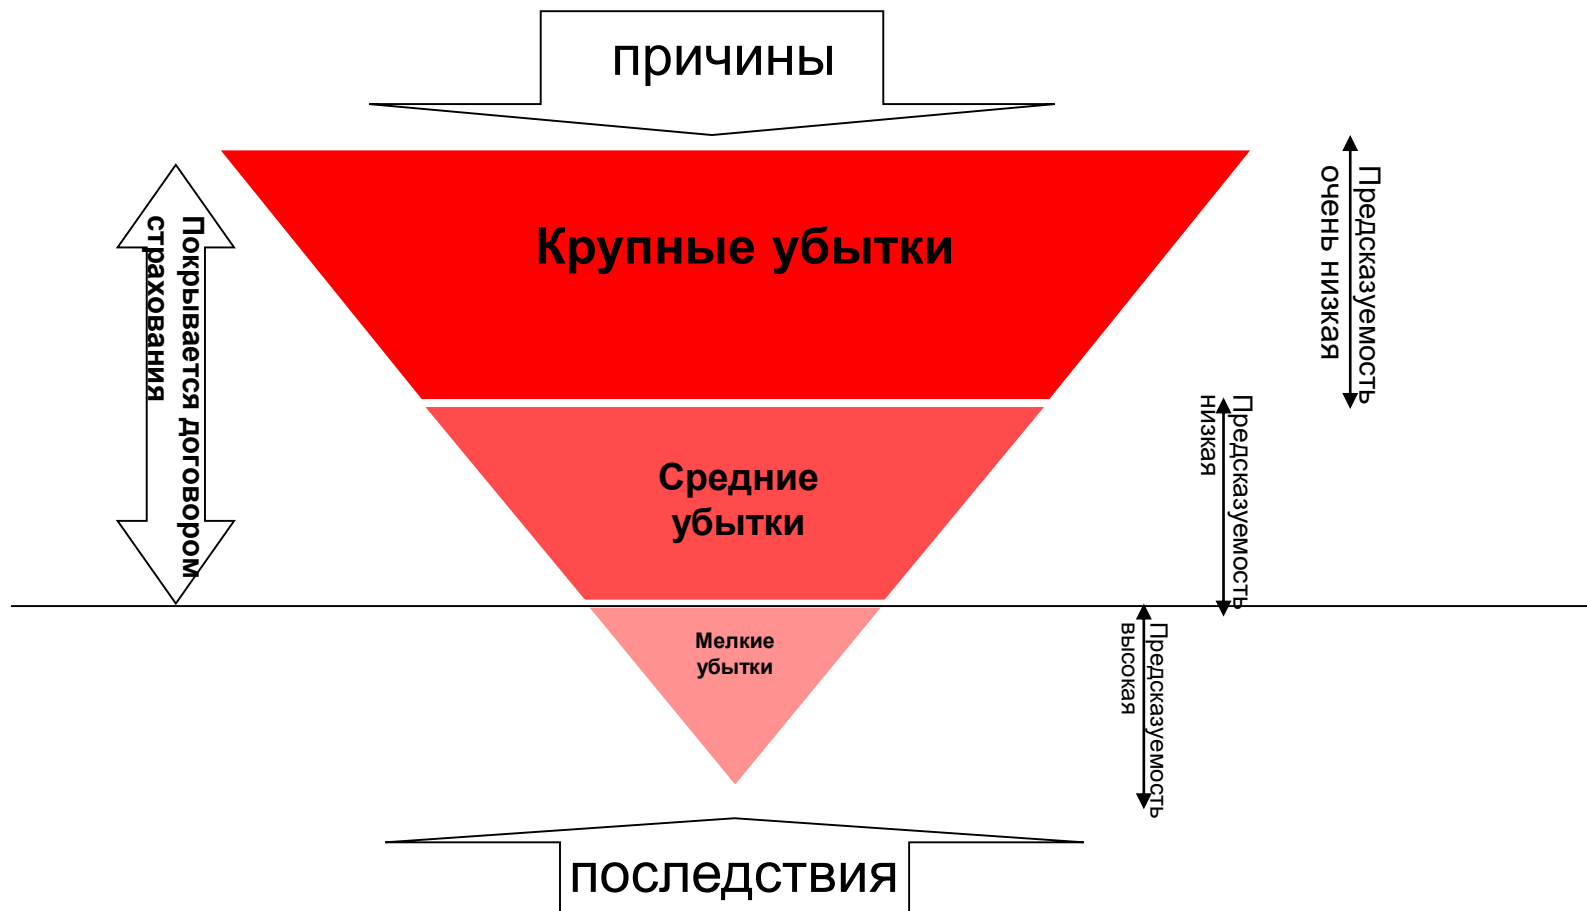 причины
Крупные убытки
Покрывается договором
страхования
Предсказуемость
очень низкая
Средние
убытки
Предсказуемость
низкая
Мелкие
убытки
Предсказуемость
высокая
последствия